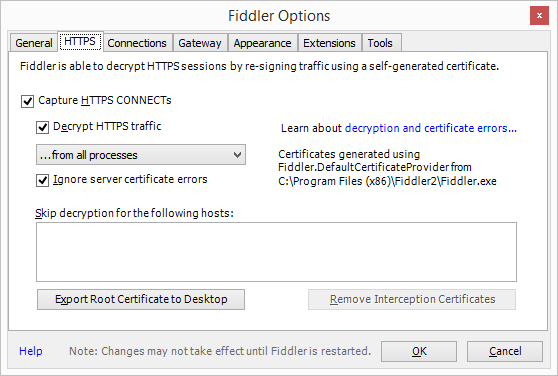 Fiddler Options
x
General HTTPS Connections Gateway Appearance Extensions Tools
Fiddler is able to decrypt HTTPS sessions by re-signing traffic using a self-generated certificate.
Capture HTTPS CONNECTs
Decrypt HTTPS traffic
Learn about decryption and certificate errors...
...from all processes
Certificates generated using
Fiddler.DefaultCertificateProvider from
C:\Program Files (x86)\Fiddler2\Fiddler.exe
Ignore server certificate errors
Skip decryption for the following hosts:
Export Root Certificate to Desktop
Remove Interception Certificates
Help
Note: Changes may not take effect until Fiddler is restarted.
OK
Cancel